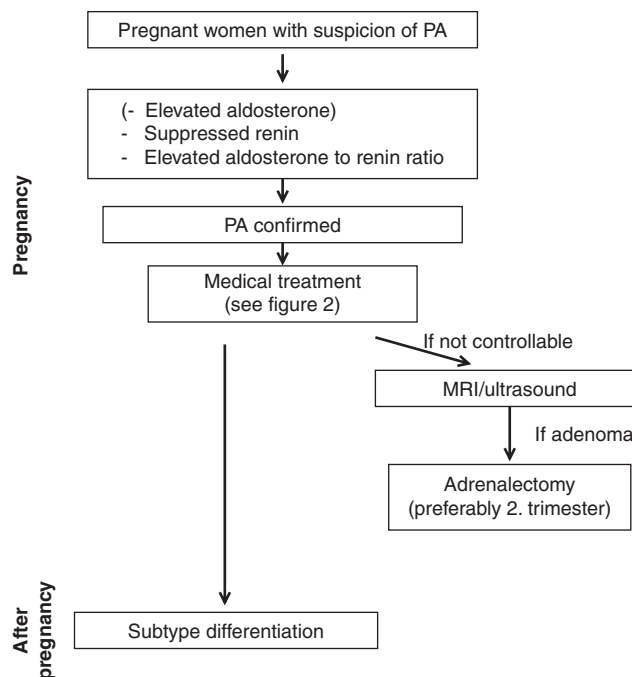 Pregnant women with suspicion of PA
(- Elevated aldosterone)
- Suppressed renin
- Elevated aldosterone to renin ratio
Pregnancy
PA confirmed
Medical treatment
(see figure 2)
If not controllable
MRI/ultrasound
If adenoma
Adrenalectomy
(preferably 2. trimester)
After
pregnancy
Subtype differentiation